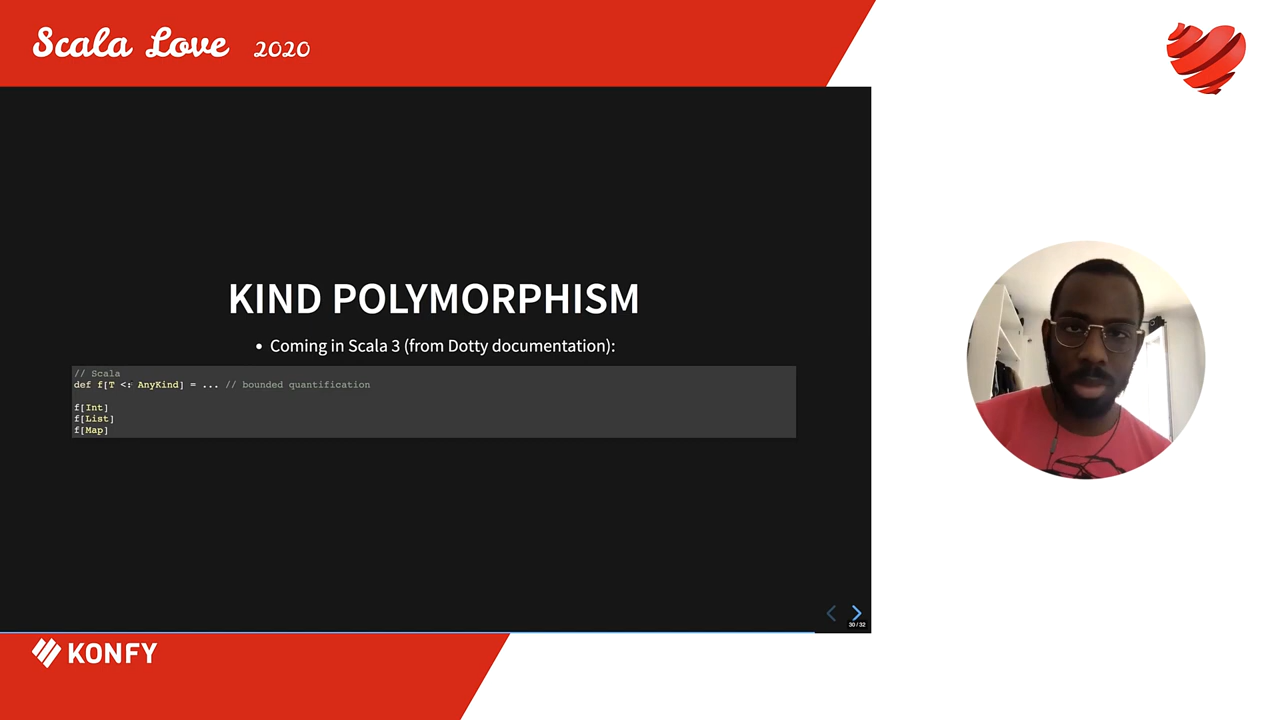 Scala Love 2020
KIND POLYMORPHISM
• Coming in Scala 3 (from Dotty documentation):
// Scala
def f[T <: AnyKind] = ... // bounded quantification
f[Int]
f[List]
f[Map]
30 / 32
KONFY